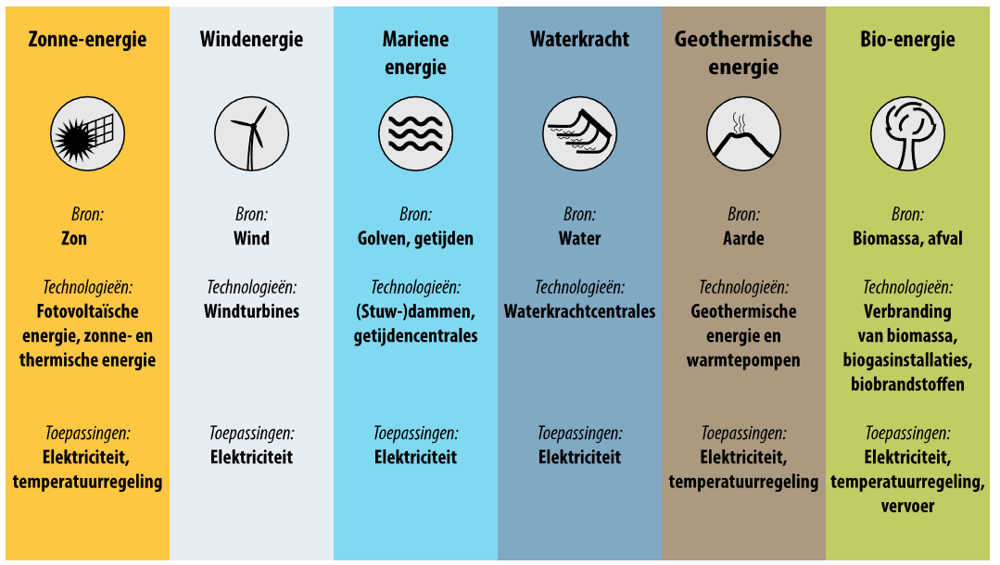 Zonne-energie
Bron:
Zon
Technologieën:
Fotovoltaïsche
energie, zonne- en
thermische energie
Toepassingen:
Elektriciteit,
temperatuurregeling
Windenergie
Bron:
Wind
Technologieën:
Windturbines
Toepassingen:
Elektriciteit
Mariene
energie
Bron:
Golven, getijden
Technologieën:
(Stuw-)dammen,
getijdencentrales
Toepassingen:
Elektriciteit
Waterkracht
Bron:
Water
Technologieën:
Waterkrachtcentrales
Toepassingen:
Elektriciteit
Geothermische
energie
Bron:
Aarde
Technologieën:
Geothermische
energie en
warmtepompen
Toepassingen:
Elektriciteit,
temperatuurregeling
Bio-energie
Bron:
Biomassa, afval
Technologieën:
Verbranding
van biomassa,
biogasinstallaties,
biobrandstoffen
Toepassingen:
Elektriciteit,
temperatuurregeling,
vervoer